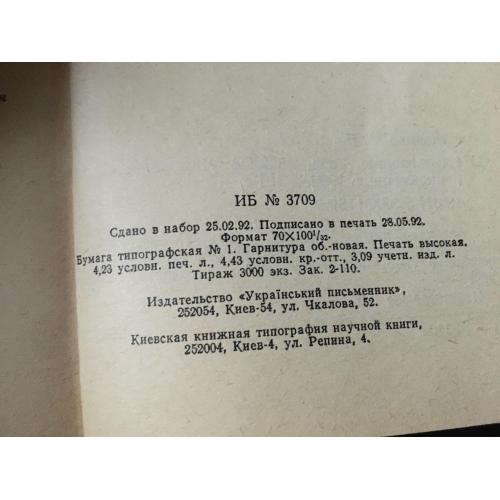 ИБ № 3709
Сдано в набор 25.02.92. Подписано в печать 28.05.92.
Формат 70×100¹/₃₂.
Бумага типографская № 1. Гарнитура об.-новая. Печать высокая.
4,23 условн. печ. л., 4,43 условн. кр.-отт., 3,09 учетн. изд. л.
Тираж 3000 экз. Зак. 2-110.
Издательство «Український письменник»,
252054, Киев-54, ул. Чкалова, 52.
Киевская книжная типография научной книги,
252004, Киев-4, ул. Репина, 4.